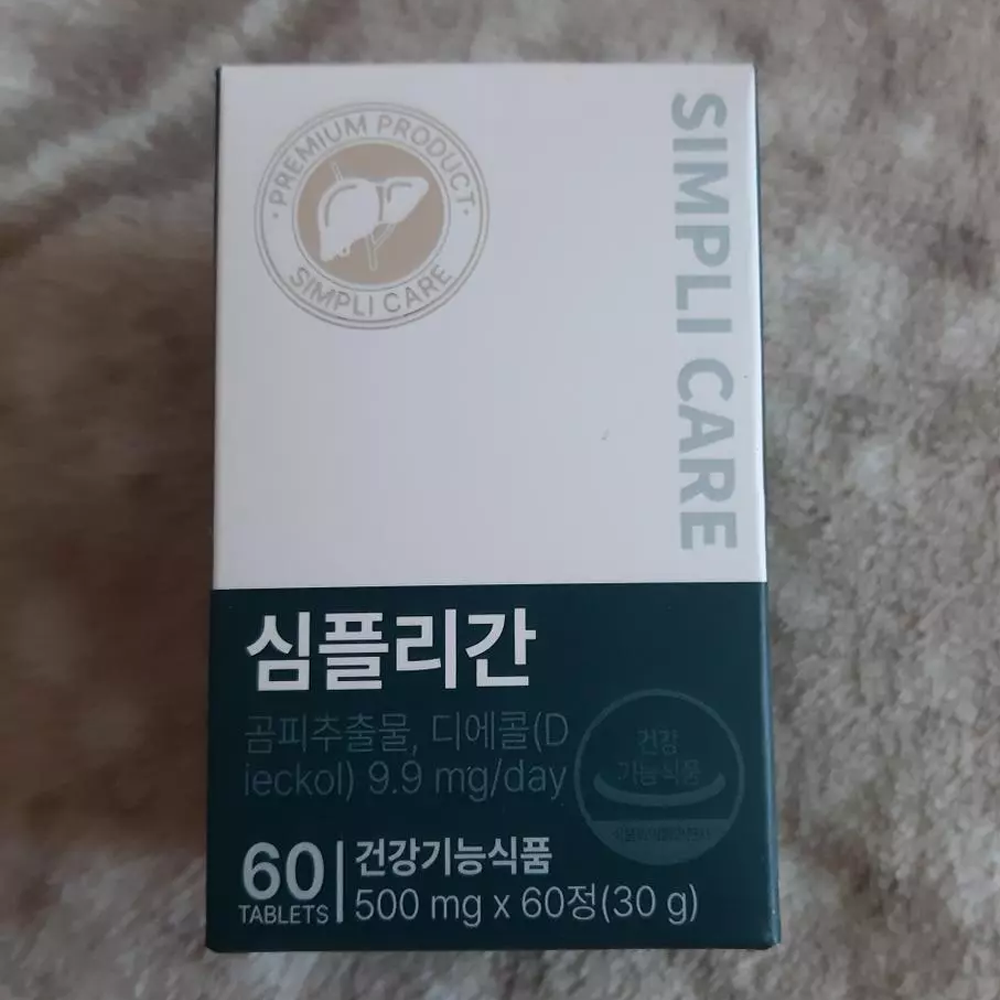 · PREMIUM PRODUCT ·
SIMPLI CARE
SIMPLI CARE
심플리간
곰피추출물, 디에콜(D
ieckol) 9.9 mg/day
건강
기능식품
60
TABLETS
건강기능식품
500 mg x 60정(30 g)